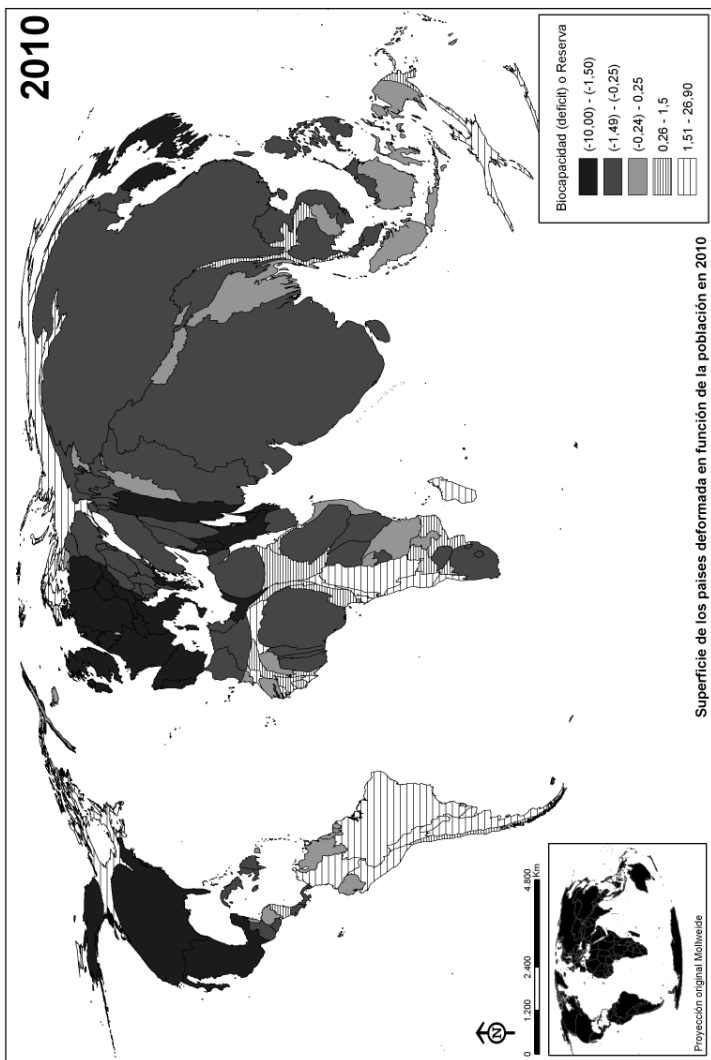 2010
Biocapacidad (deficit) o Reserva
(-10,00) - (-1,50)
(-1,49) - (-0,25)
(-0,24) - 0,25
0,26 - 1,5
1,51 - 26,90
Superficie de los países deformada en función de la población en 2010
N
0 1.200 2.400 4.800
Km
Proyección original Mollweide